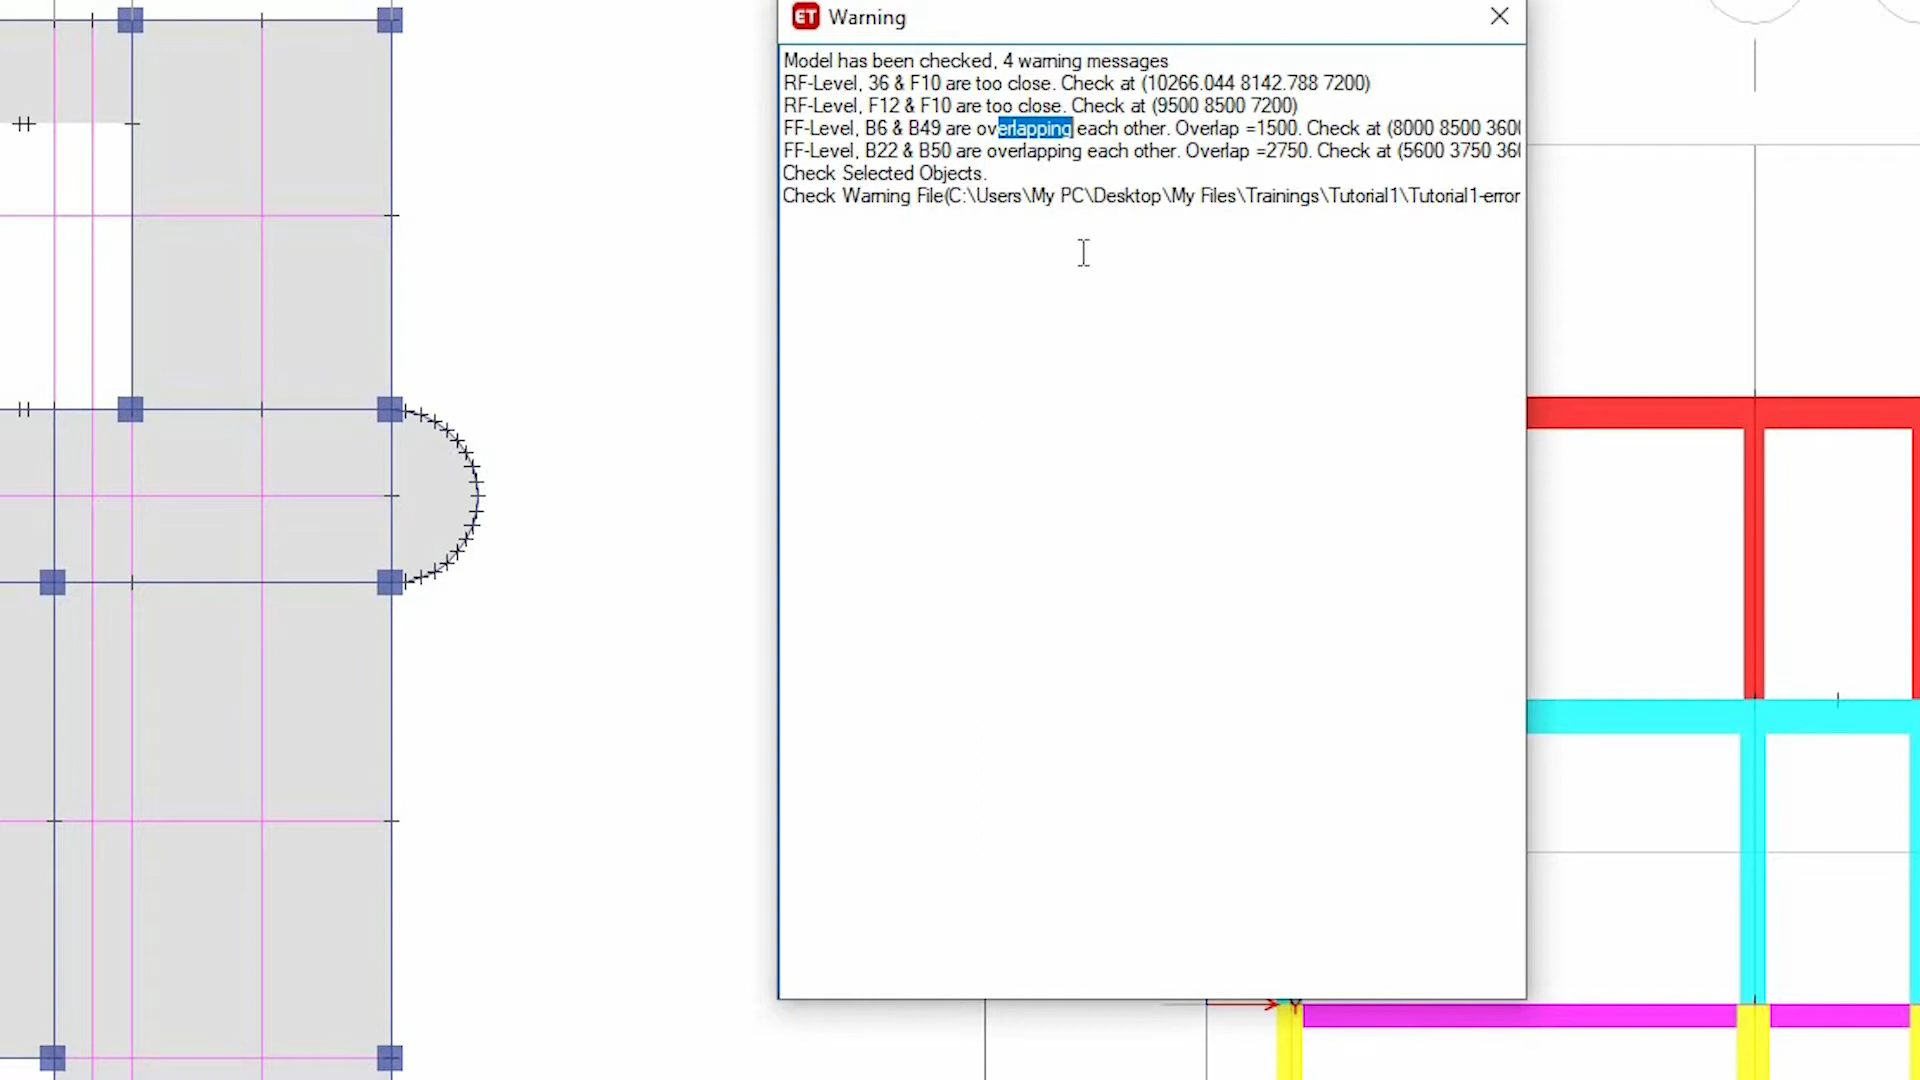 ET Warning
Model has been checked, 4 warning messages
RF-Level, 36 & F10 are too close. Check at (10266.044 8142.788 7200)
RF-Level, F12 & F10 are too close. Check at (9500 8500 7200)
FF-Level, B6 & B49 are overlapping each other. Overlap =1500. Check at (8000 8500 3600
FF-Level, B22 & B50 are overlapping each other. Overlap =2750. Check at (5600 3750 36
Check Selected Objects.
Check Warning File(C:\Users\My PC\Desktop\My Files\Trainings\Tutorial1\Tutorial1-error